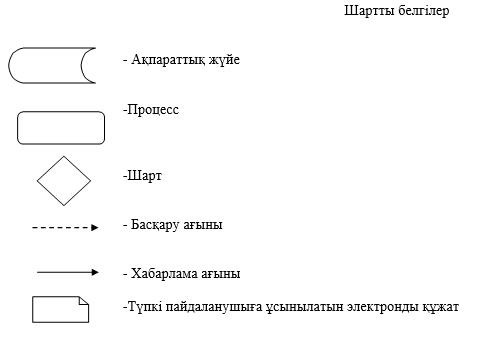 Шартты белгілер
- Ақпараттық жүйе
-Процесс
-Шарт
- Басқару ағыны
- Хабарлама ағыны
-Түпкі пайдаланушыға ұсынылатын электронды құжат